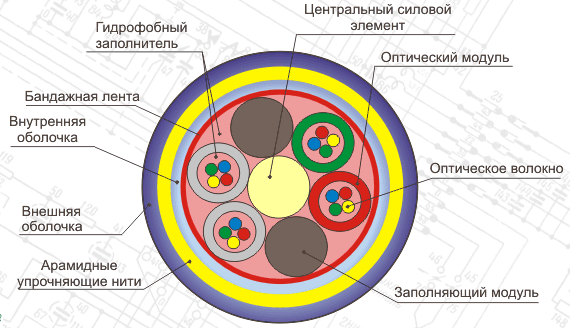 Гидрофобный
заполнитель
Центральный силовой
элемент
Оптический модуль
Бандажная лента
Внутренняя
оболочка
Оптическое волокно
Внешняя
оболочка
Арамидные
упрочняющие нити
Заполняющий модуль